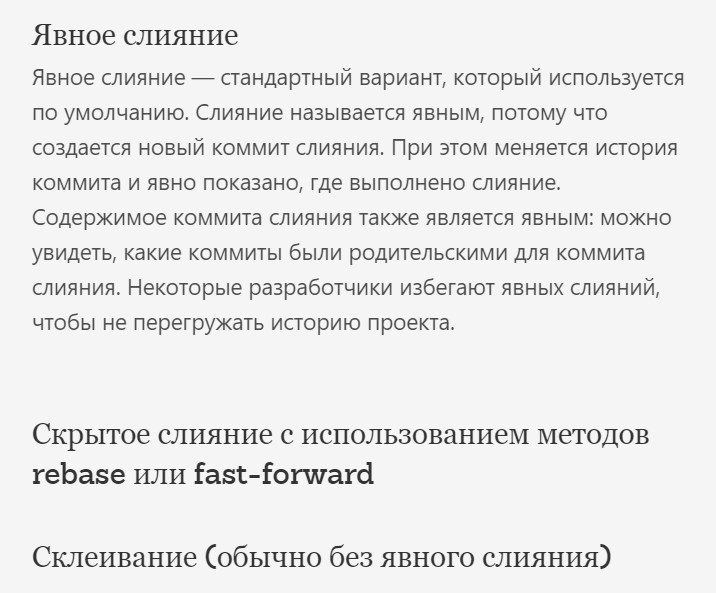 Явное слияние
Явное слияние — стандартный вариант, который используется
по умолчанию. Слияние называется явным, потому что
создается новый коммит слияния. При этом меняется история
коммита и явно показано, где выполнено слияние.
Содержимое коммита слияния также является явным: можно
увидеть, какие коммиты были родительскими для коммита
слияния. Некоторые разработчики избегают явных слияний,
чтобы не перегружать историю проекта.
Скрытое слияние с использованием методов
rebase или fast-forward
Склеивание (обычно без явного слияния)